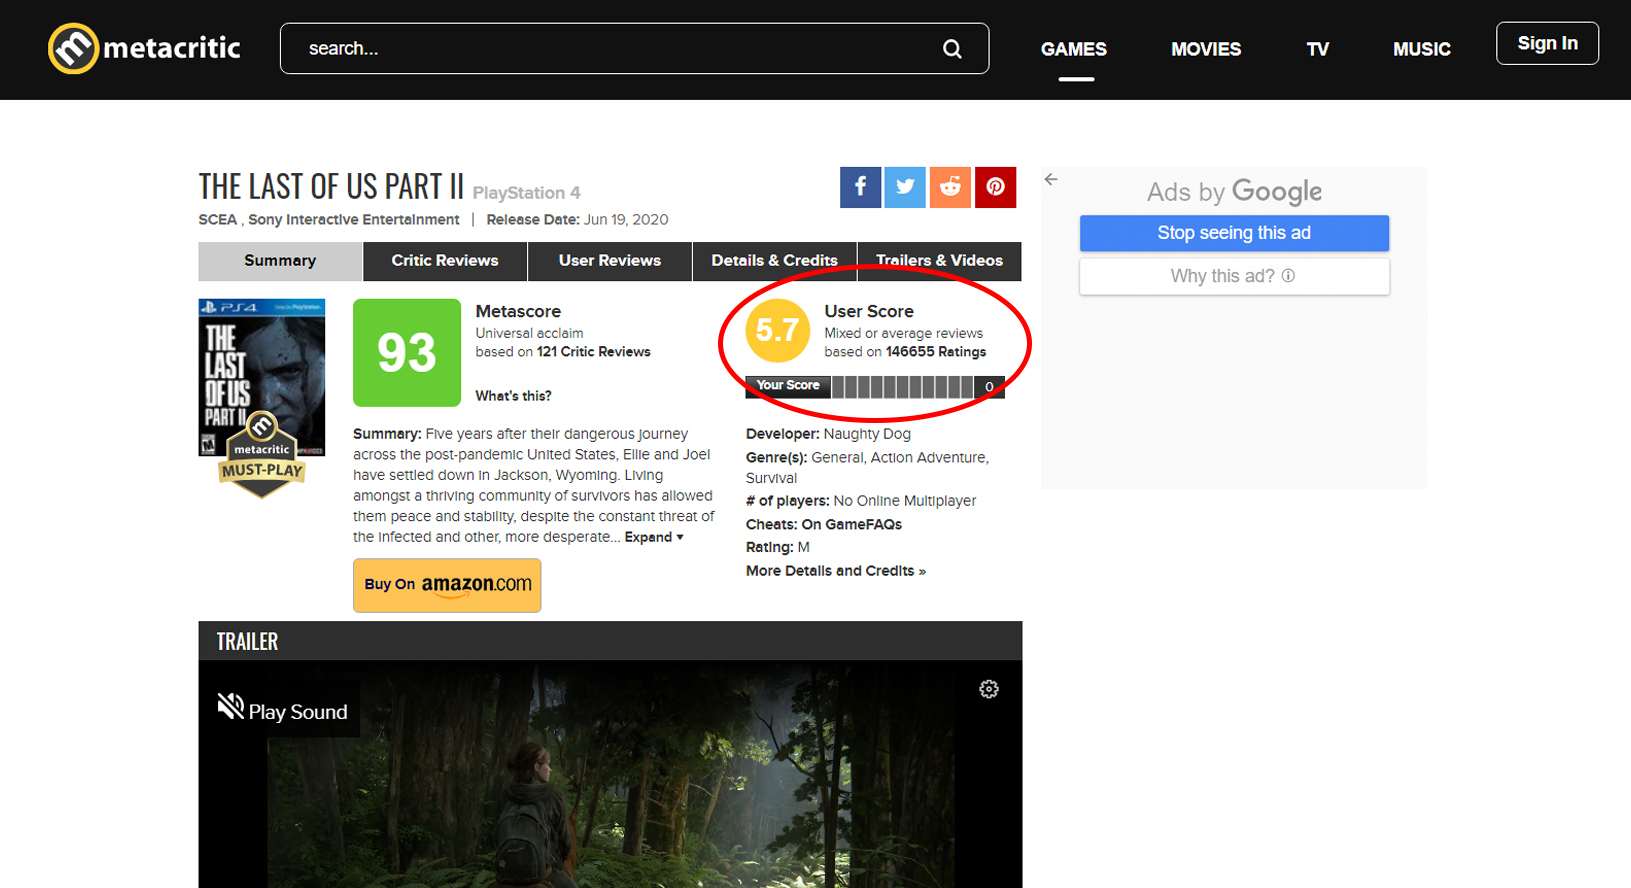 metacritic
search...
GAMES
MOVIES
TV
MUSIC
Sign In
THE LAST OF US PART II PlayStation 4
SCEA , Sony Interactive Entertainment | Release Date: Jun 19, 2020
Ads by Google
Stop seeing this ad
Why this ad?
Summary
Critic Reviews
User Reviews
Details & Credits
Trailers & Videos
PS4
THE
LAST
OF US
PART II
M
metacritic
MUST-PLAY
93
Metascore
Universal acclaim
based on 121 Critic Reviews
What's this?
5.7
User Score
Mixed or average reviews
based on 146655 Ratings
Your Score
0
Summary: Five years after their dangerous journey
across the post-pandemic United States, Ellie and Joel
have settled down in Jackson, Wyoming. Living
amongst a thriving community of survivors has allowed
them peace and stability, despite the constant threat of
the infected and other, more desperate... Expand
Buy On amazon.com
Developer: Naughty Dog
Genre(s): General, Action Adventure,
Survival
# of players: No Online Multiplayer
Cheats: On GameFAQs
Rating: M
More Details and Credits »
TRAILER
Play Sound